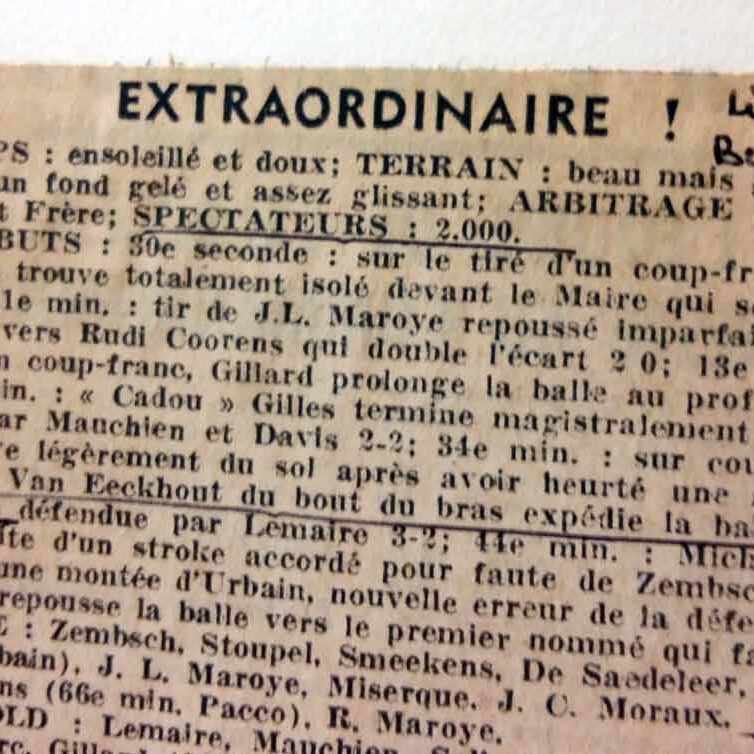 EXTRAORDINAIRE !
PS : ensoleillé et doux; TERRAIN : beau mais
un fond gelé et assez glissant; ARBITRAGE
t Frère; SPECTATEURS : 2.000.
BUTS : 30e seconde : sur le tiré d'un coup-fr
trouve totalement isolé devant le Maire qui s
1e min. : tir de J.L. Maroye repoussé imparfai
vers Rudi Coorens qui double l'écart 2 0; 13e
n coup-franc, Gillard prolonge la balle au prof
in. : « Cadou » Gilles termine magistralement
ar Mauchien et Davis 2-2; 34e min. : sur cou
e légèrement du sol après avoir heurté une
Van Eeckhout du bout du bras expédie la ba
défendue par Lemaire 3-2; 44e min. : Mich
ite d'un stroke accordé pour faute de Zembsc
une montée d'Urbain, nouvelle erreur de la défe
repousse la balle vers le premier nommé qui fa
E : Zembsch, Stoupel, Smeekens, De Saedeleer,
bain), J. L. Maroye, Miserque, J. C. Moraux,
ns (66e min. Pacco), R. Maroye.
OLD : Lemaire, Mauchien,
rc, Gillard